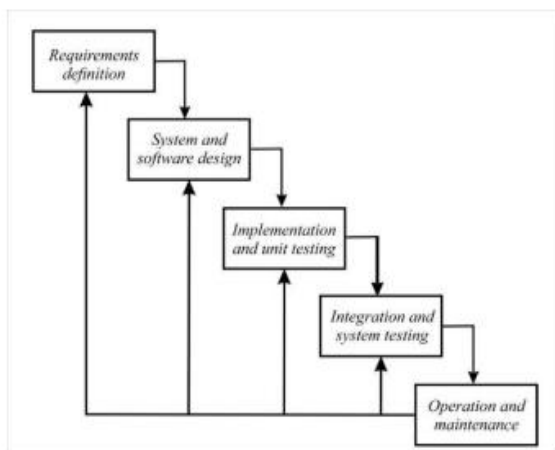 Requirements
definition
System and
software design
Implementation
and unit testing
Integration and
system testing
Operation and
maintenance